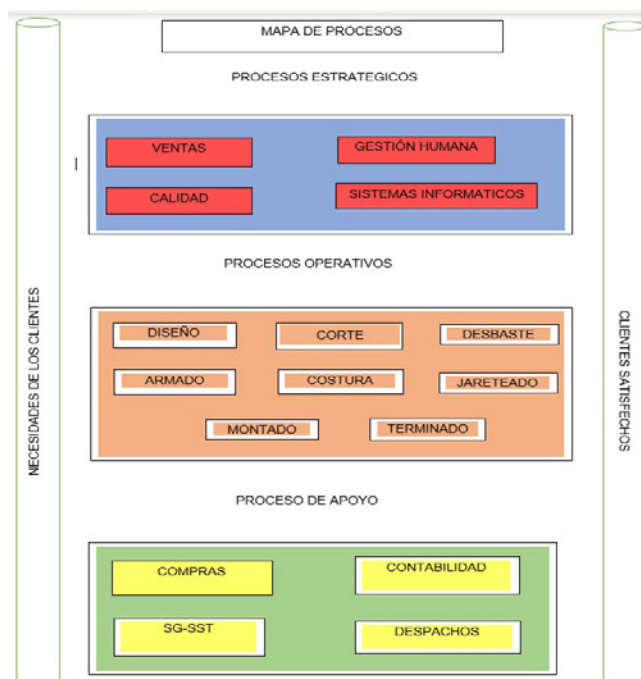 MAPA DE PROCESOS
PROCESOS ESTRATEGICOS
VENTAS
GESTIÓN HUMANA
CALIDAD
SISTEMAS INFORMATICOS
PROCESOS OPERATIVOS
NECESIDADES DE LOS CLIENTES
CLIENTES SATISFECHOS
DISEÑO
CORTE
DESBASTE
ARMADO
COSTURA
JARETEADO
MONTADO
TERMINADO
PROCESO DE APOYO
COMPRAS
CONTABILIDAD
SG-SST
DESPACHOS